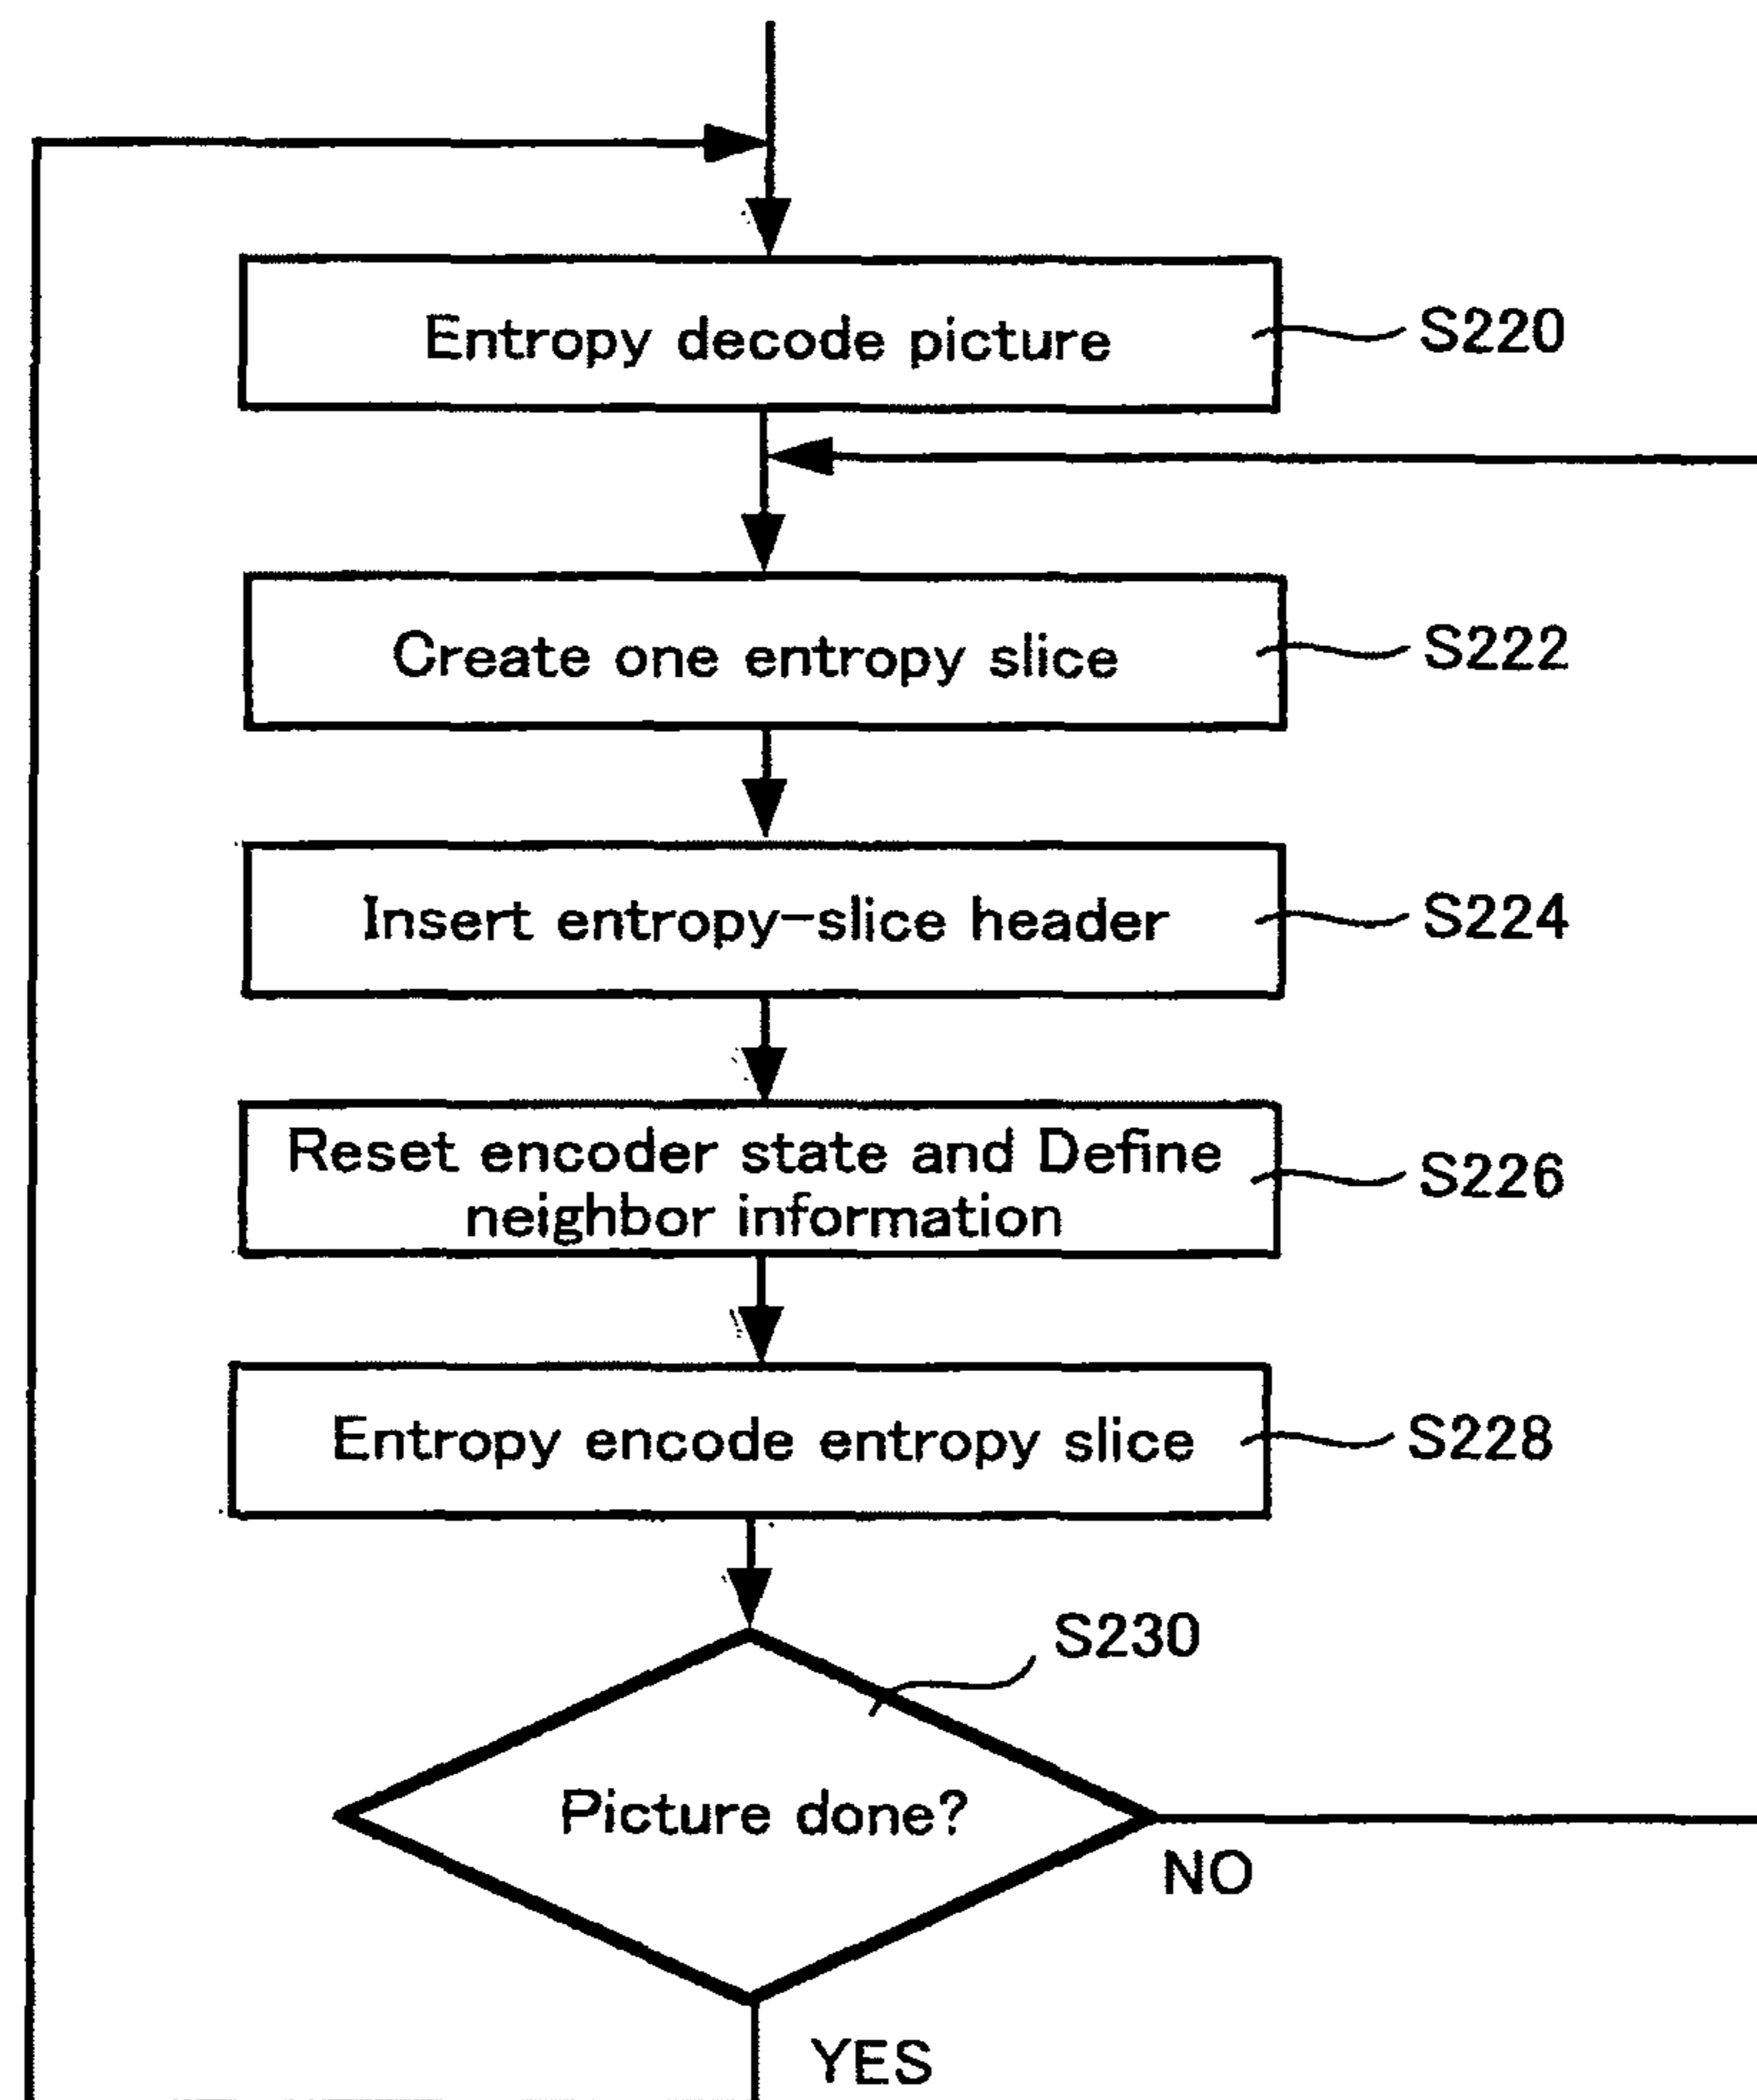 Entropy decode picture
S220
Create one entropy slice
S222
Insert entropy-slice header
S224
Reset encoder state and Define
neighbor information
S226
Entropy encode entropy slice
S228
S230
Picture done?
NO
YES